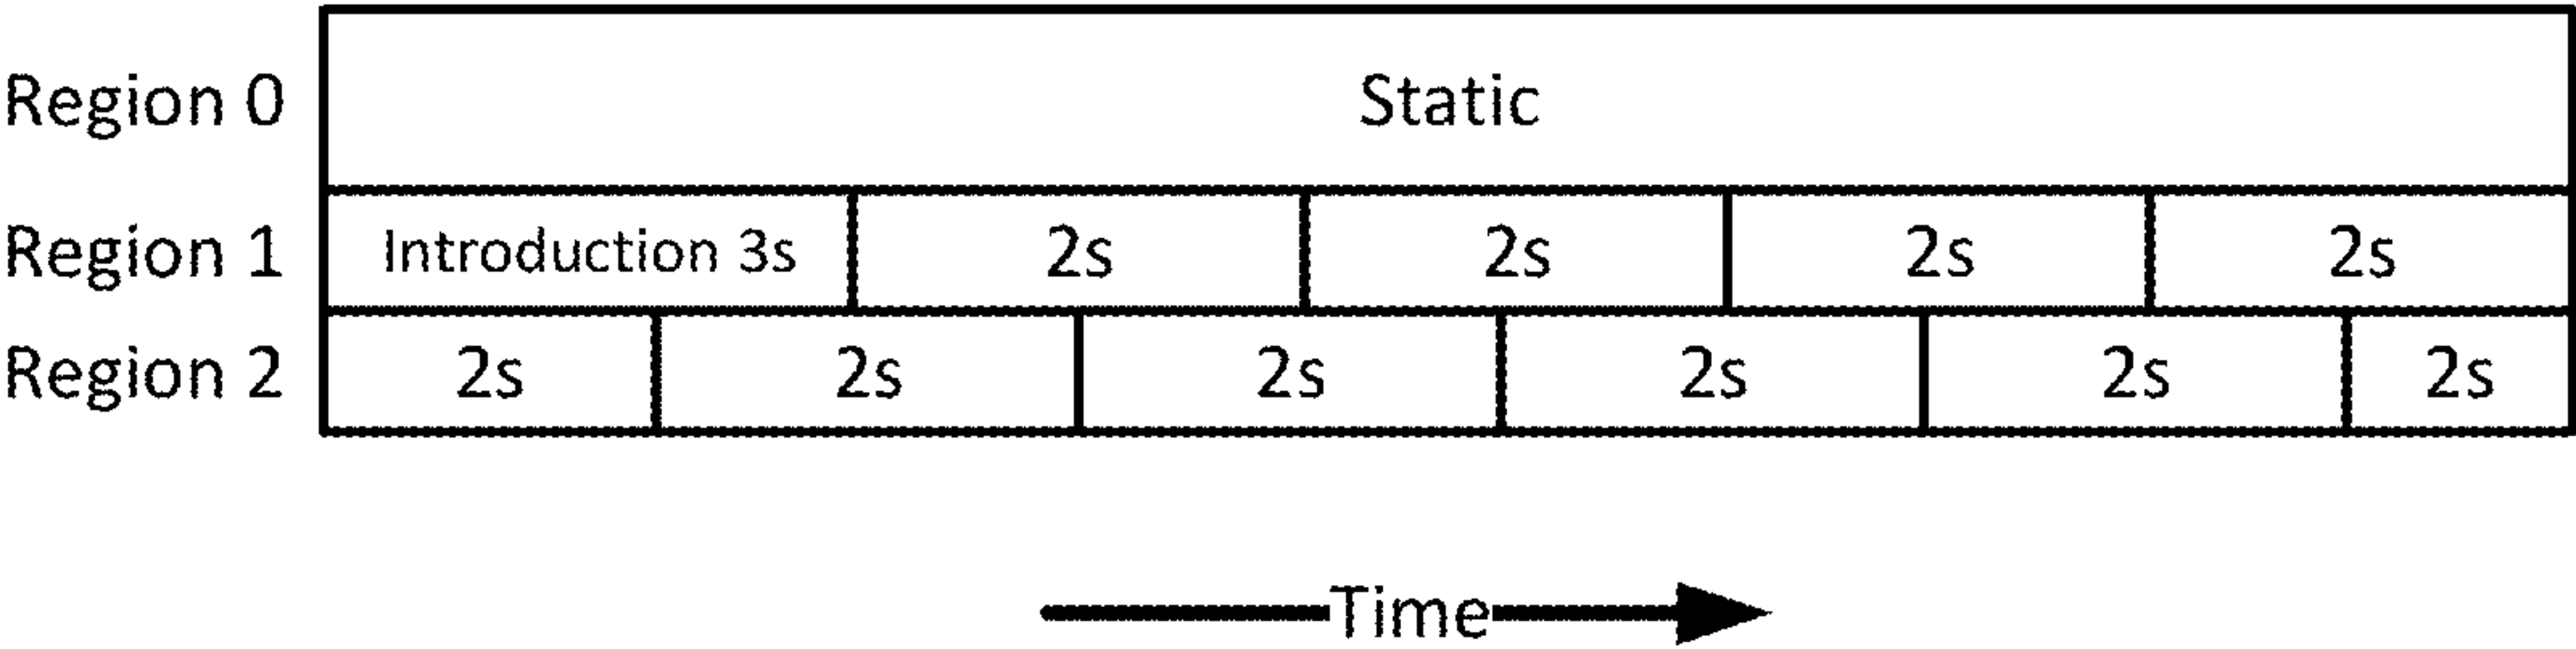 Region 0 Static
Region 1 Introduction 3s 2s 2s 2s 2s
Region 2 2s 2s 2s 2s 2s 2s
Time